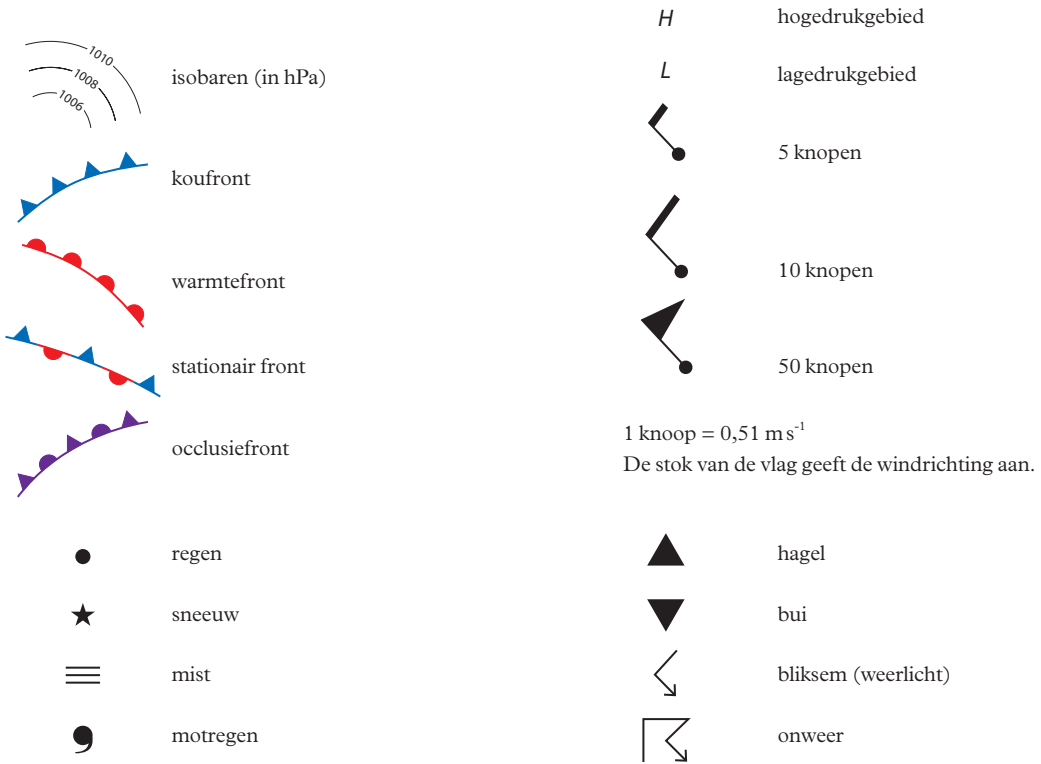 1010
1008
1006
isobaren (in hPa)
koufront
warmtefront
stationair front
occlusiefront
regen
sneeuw
mist
motregen
H hogedrukgebied
L lagedrukgebied
5 knopen
10 knopen
50 knopen
1 knoop = 0,51 m s⁻¹
De stok van de vlag geeft de windrichting aan.
hagel
bui
bliksem (weerlicht)
onweer